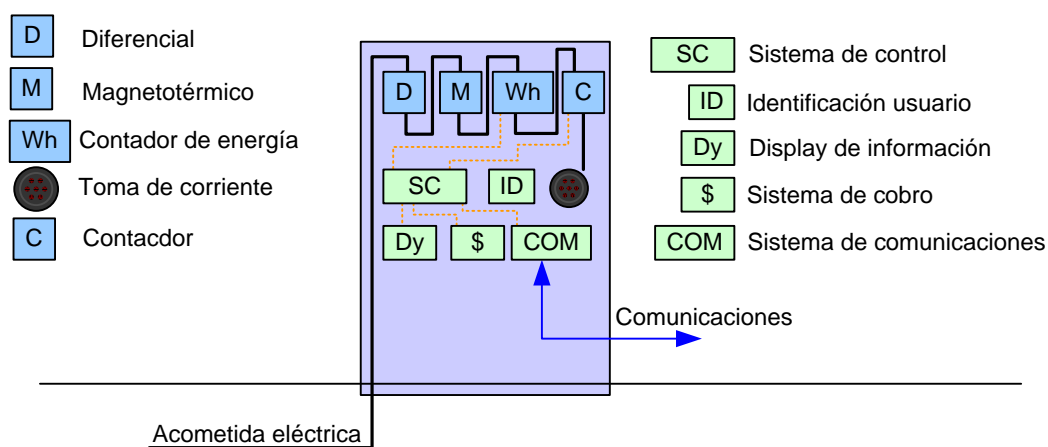 D Diferencial
M Magnetotérmico
Wh Contador de energía
Toma de corriente
C Contacdor
D M Wh C
SC ID
Dy $ COM
Comunicaciones
Acometida eléctrica
SC Sistema de control
ID Identificación usuario
Dy Display de información
$ Sistema de cobro
COM Sistema de comunicaciones